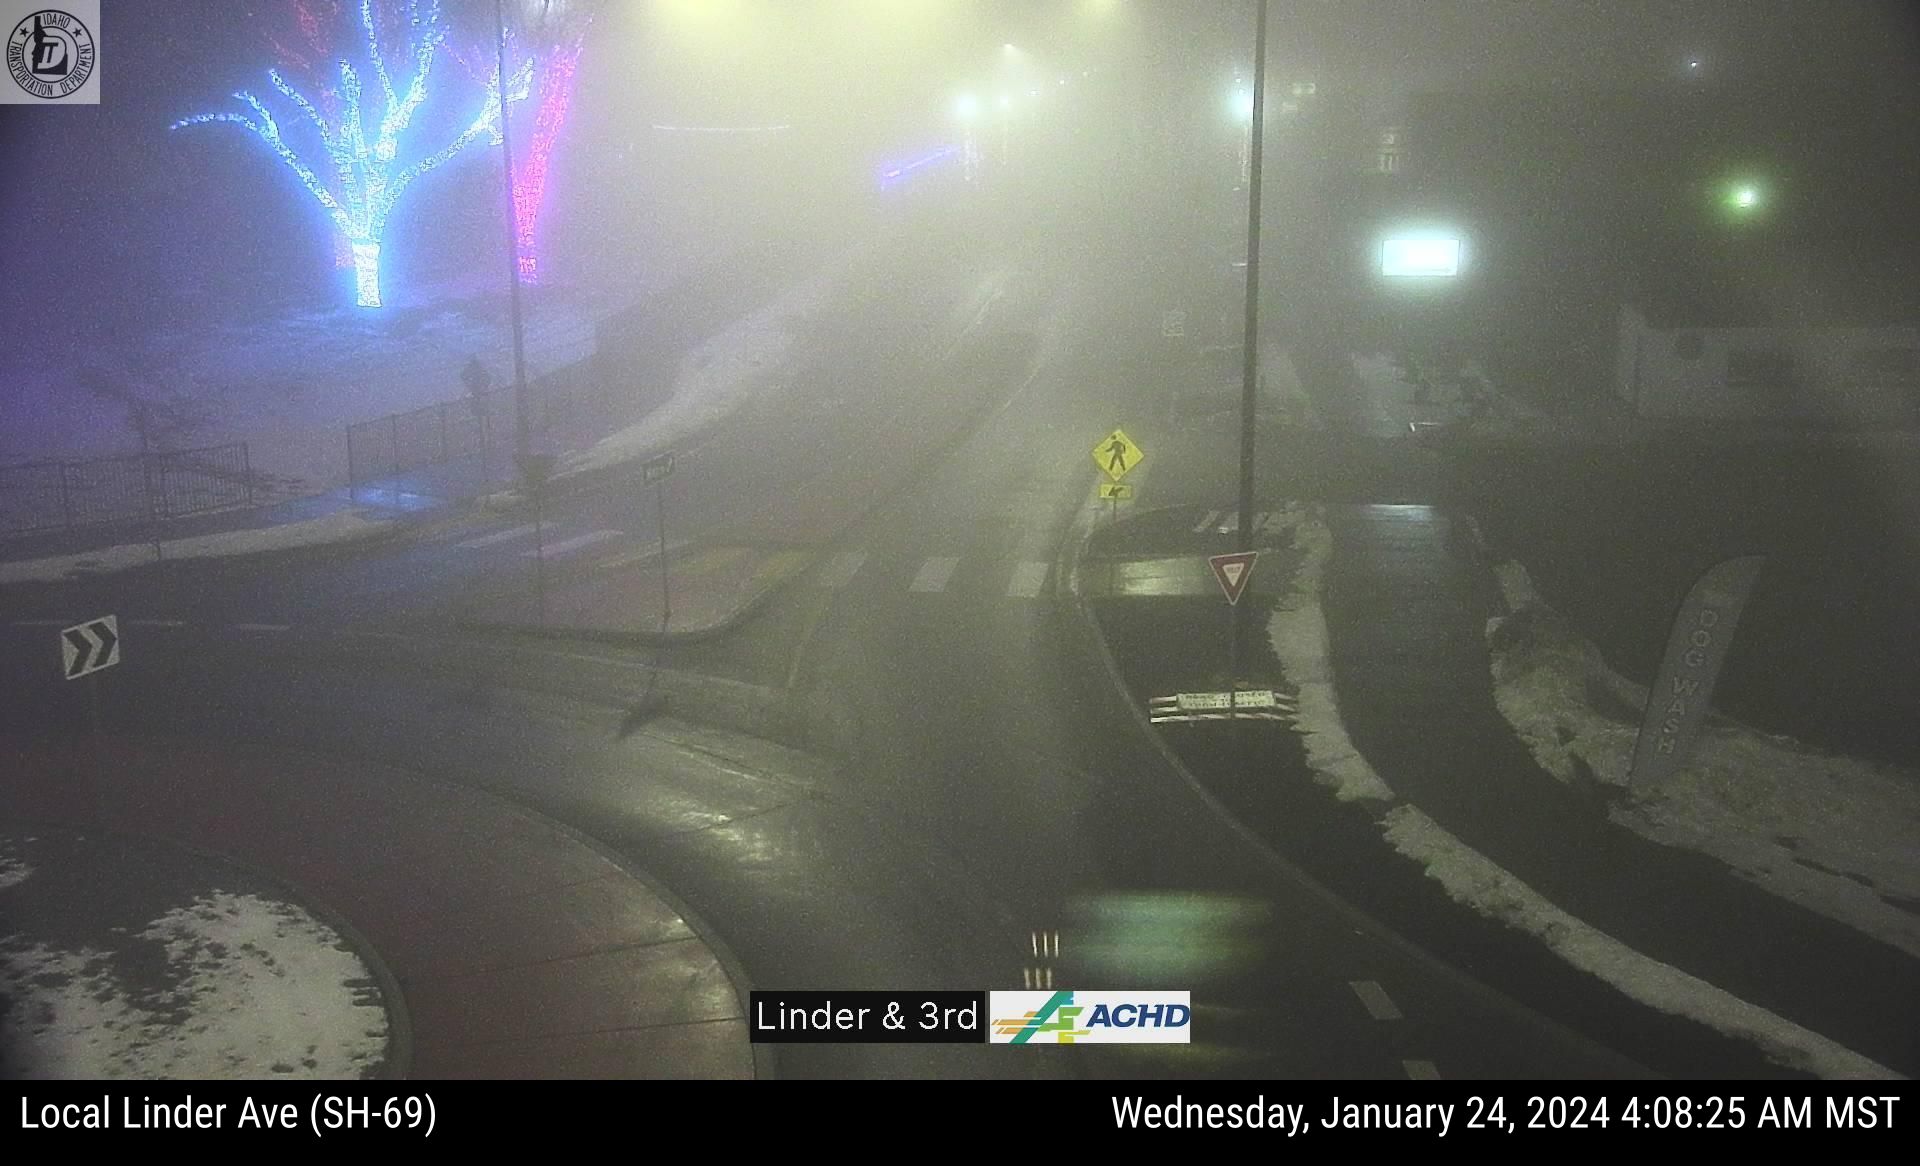 IDAHO
TRANSPORTATION DEPARTMENT
DOG WASH
Linder & 3rd
ACHD
Local Linder Ave (SH-69)
Wednesday, January 24, 2024 4:08:25 AM MST